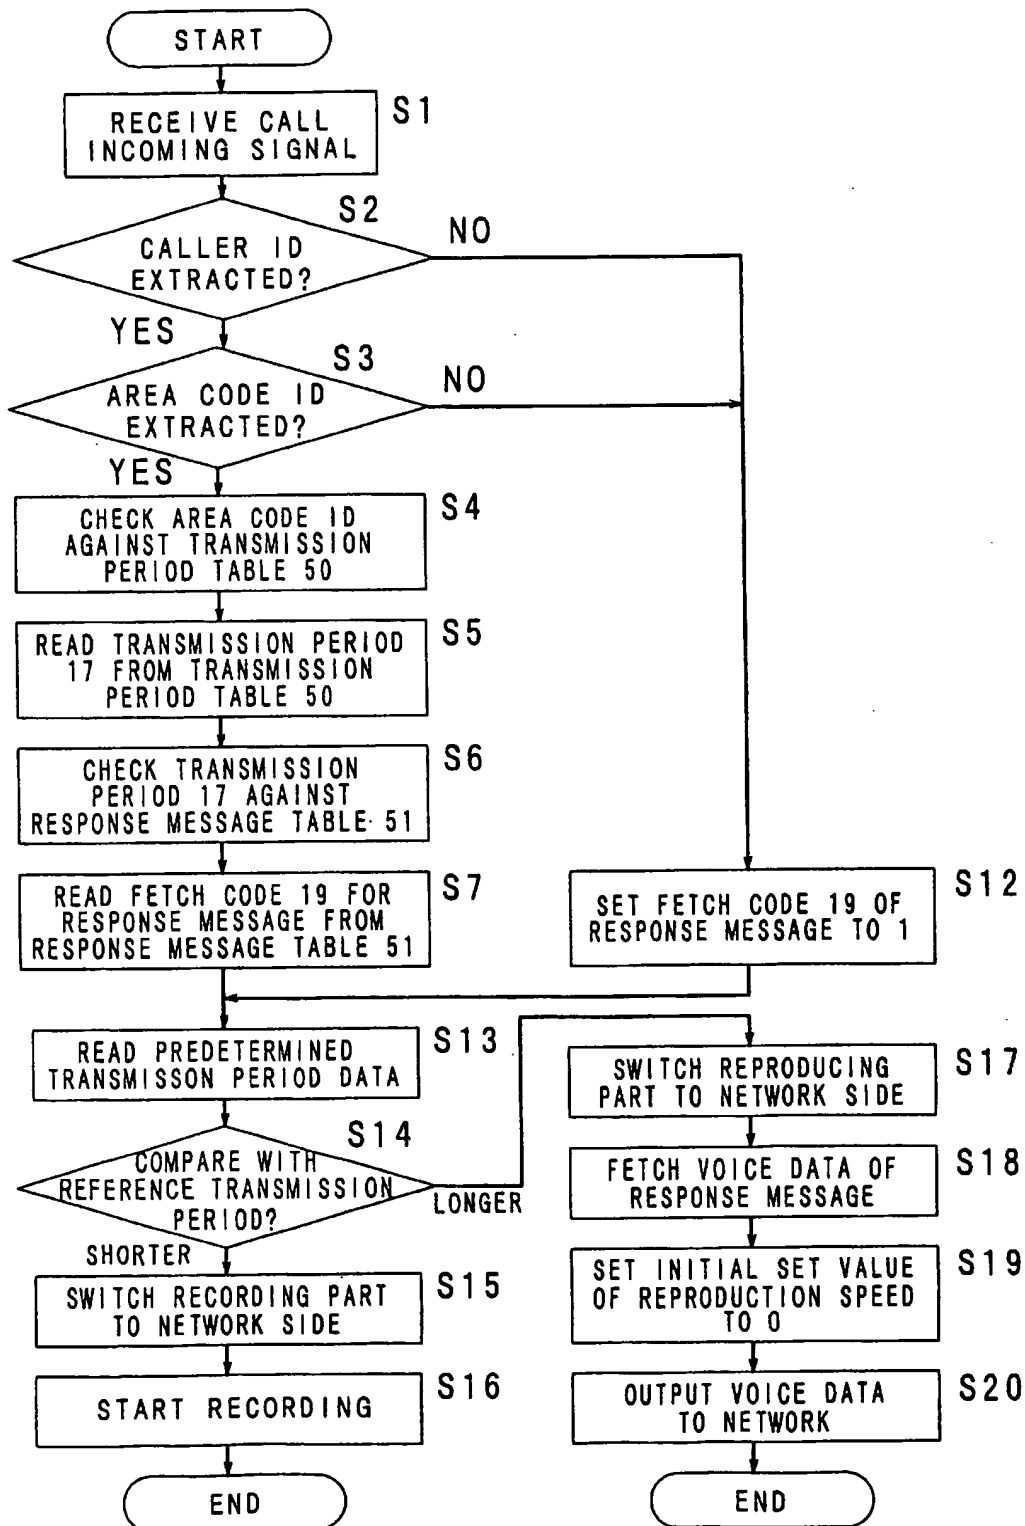 START
RECEIVE CALL
INCOMING SIGNAL
S1
S2
CALLER ID
EXTRACTED?
NO
YES
S3
AREA CODE ID
EXTRACTED?
NO
YES
CHECK AREA CODE ID
AGAINST TRANSMISSION
PERIOD TABLE 50
S4
READ TRANSMISSION PERIOD
17 FROM TRANSMISSION
PERIOD TABLE 50
S5
CHECK TRANSMISSION
PERIOD 17 AGAINST
RESPONSE MESSAGE TABLE 51
S6
READ FETCH CODE 19 FOR
RESPONSE MESSAGE FROM
RESPONSE MESSAGE TABLE 51
S7
SET FETCH CODE 19 OF
RESPONSE MESSAGE TO 1
S12
READ PREDETERMINED
TRANSMISSON PERIOD DATA
S13
S14
COMPARE WITH
REFERENCE TRANSMISSION
PERIOD?
LONGER
SHORTER
SWITCH RECORDING PART
TO NETWORK SIDE
S15
START RECORDING
S16
END
SWITCH REPRODUCING
PART TO NETWORK SIDE
S17
FETCH VOICE DATA OF
RESPONSE MESSAGE
S18
SET INITIAL SET VALUE
OF REPRODUCTION SPEED
TO 0
S19
OUTPUT VOICE DATA
TO NETWORK
S20
END